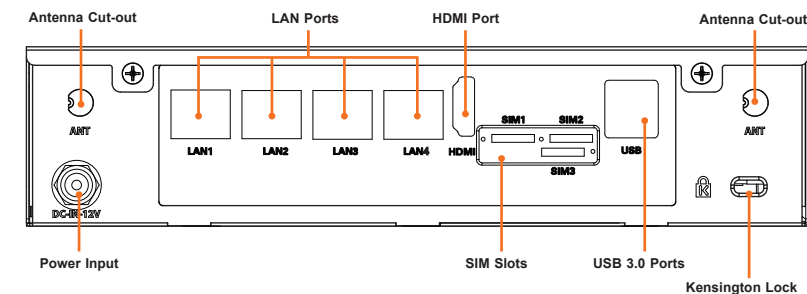 Antenna Cut-out
LAN Ports
HDMI Port
Antenna Cut-out
ANT
LAN1
LAN2
LAN3
LAN4
HDMI
SIM1
SIM2
SIM3
USB
ANT
DC-IN-12V
K
Power Input
SIM Slots
USB 3.0 Ports
Kensington Lock